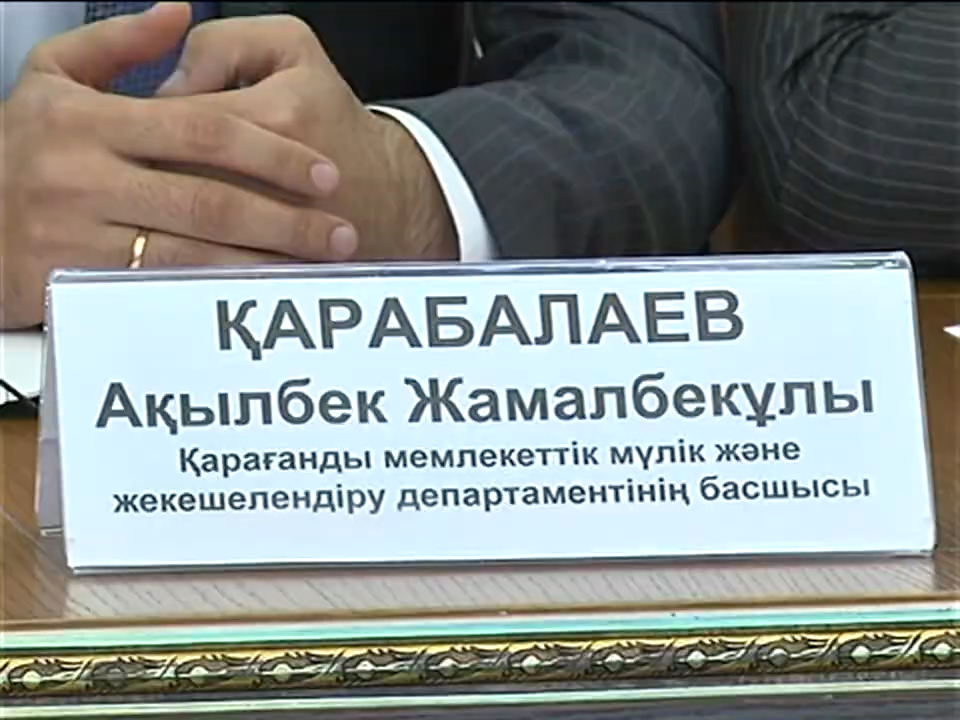 ҚАРАБАЛАЕВ
Ақылбек Жамалбекұлы
Қарағанды мемлекеттік мүлік және
жекешелендіру департаментінің басшысы